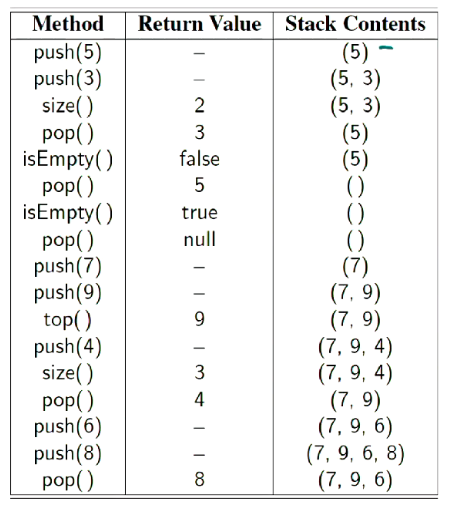 Method Return Value Stack Contents
push(5) – (5)
push(3) – (5, 3)
size() 2 (5, 3)
pop() 3 (5)
isEmpty() false (5)
pop() 5 ()
isEmpty() true ()
pop() null ()
push(7) – (7)
push(9) – (7, 9)
top() 9 (7, 9)
push(4) – (7, 9, 4)
size() 3 (7, 9, 4)
pop() 4 (7, 9)
push(6) – (7, 9, 6)
push(8) – (7, 9, 6, 8)
pop() 8 (7, 9, 6)